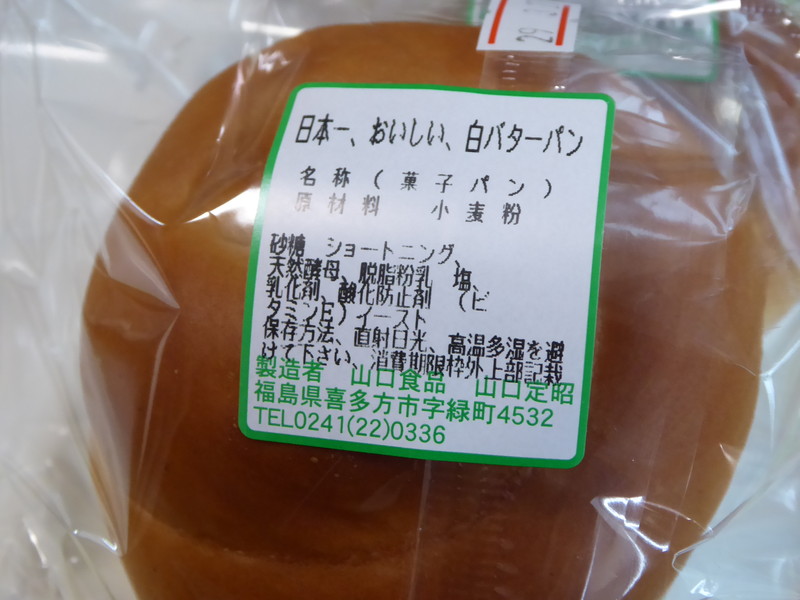 日本一、おいしい、白バターパン
名称(菓子パン)
原材料 小麦粉
砂糖 ショートニング、
天然酵母、脱脂粉乳 塩、
乳化剤、酸化防止剤 (ビ
タミンE)イースト
保存方法、直射日光、高温多湿を避
けて下さい、消費期限枠外上部記載
製造者 山口食品 山口定昭
福島県喜多方市字緑町4532
TEL0241(22)0336